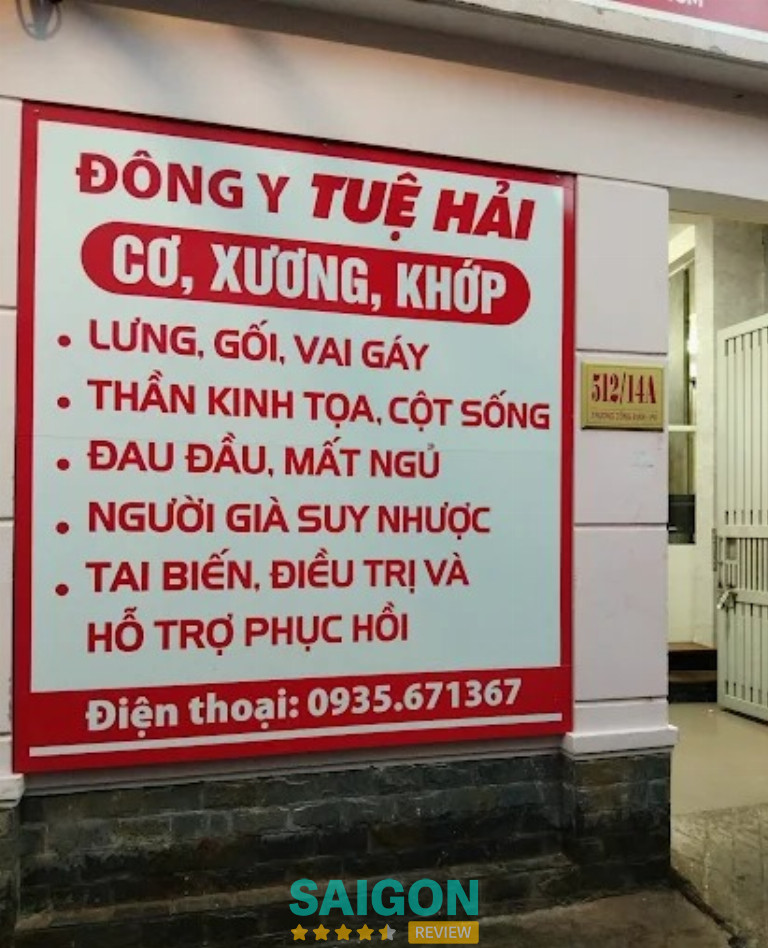 ĐÔNG Y TUỆ HẢI
CƠ, XƯƠNG, KHỚP
• LƯNG, GỐI, VAI GÁY
• THẦN KINH TỌA, CỘT SỐNG
• ĐAU ĐẦU, MẤT NGỦ
• NGƯỜI GIÀ SUY NHƯỢC
• TAI BIẾN, ĐIỀU TRỊ VÀ
HỖ TRỢ PHỤC HỒI
Điện thoại: 0935.671367
512/14A
SAIGON
REVIEW